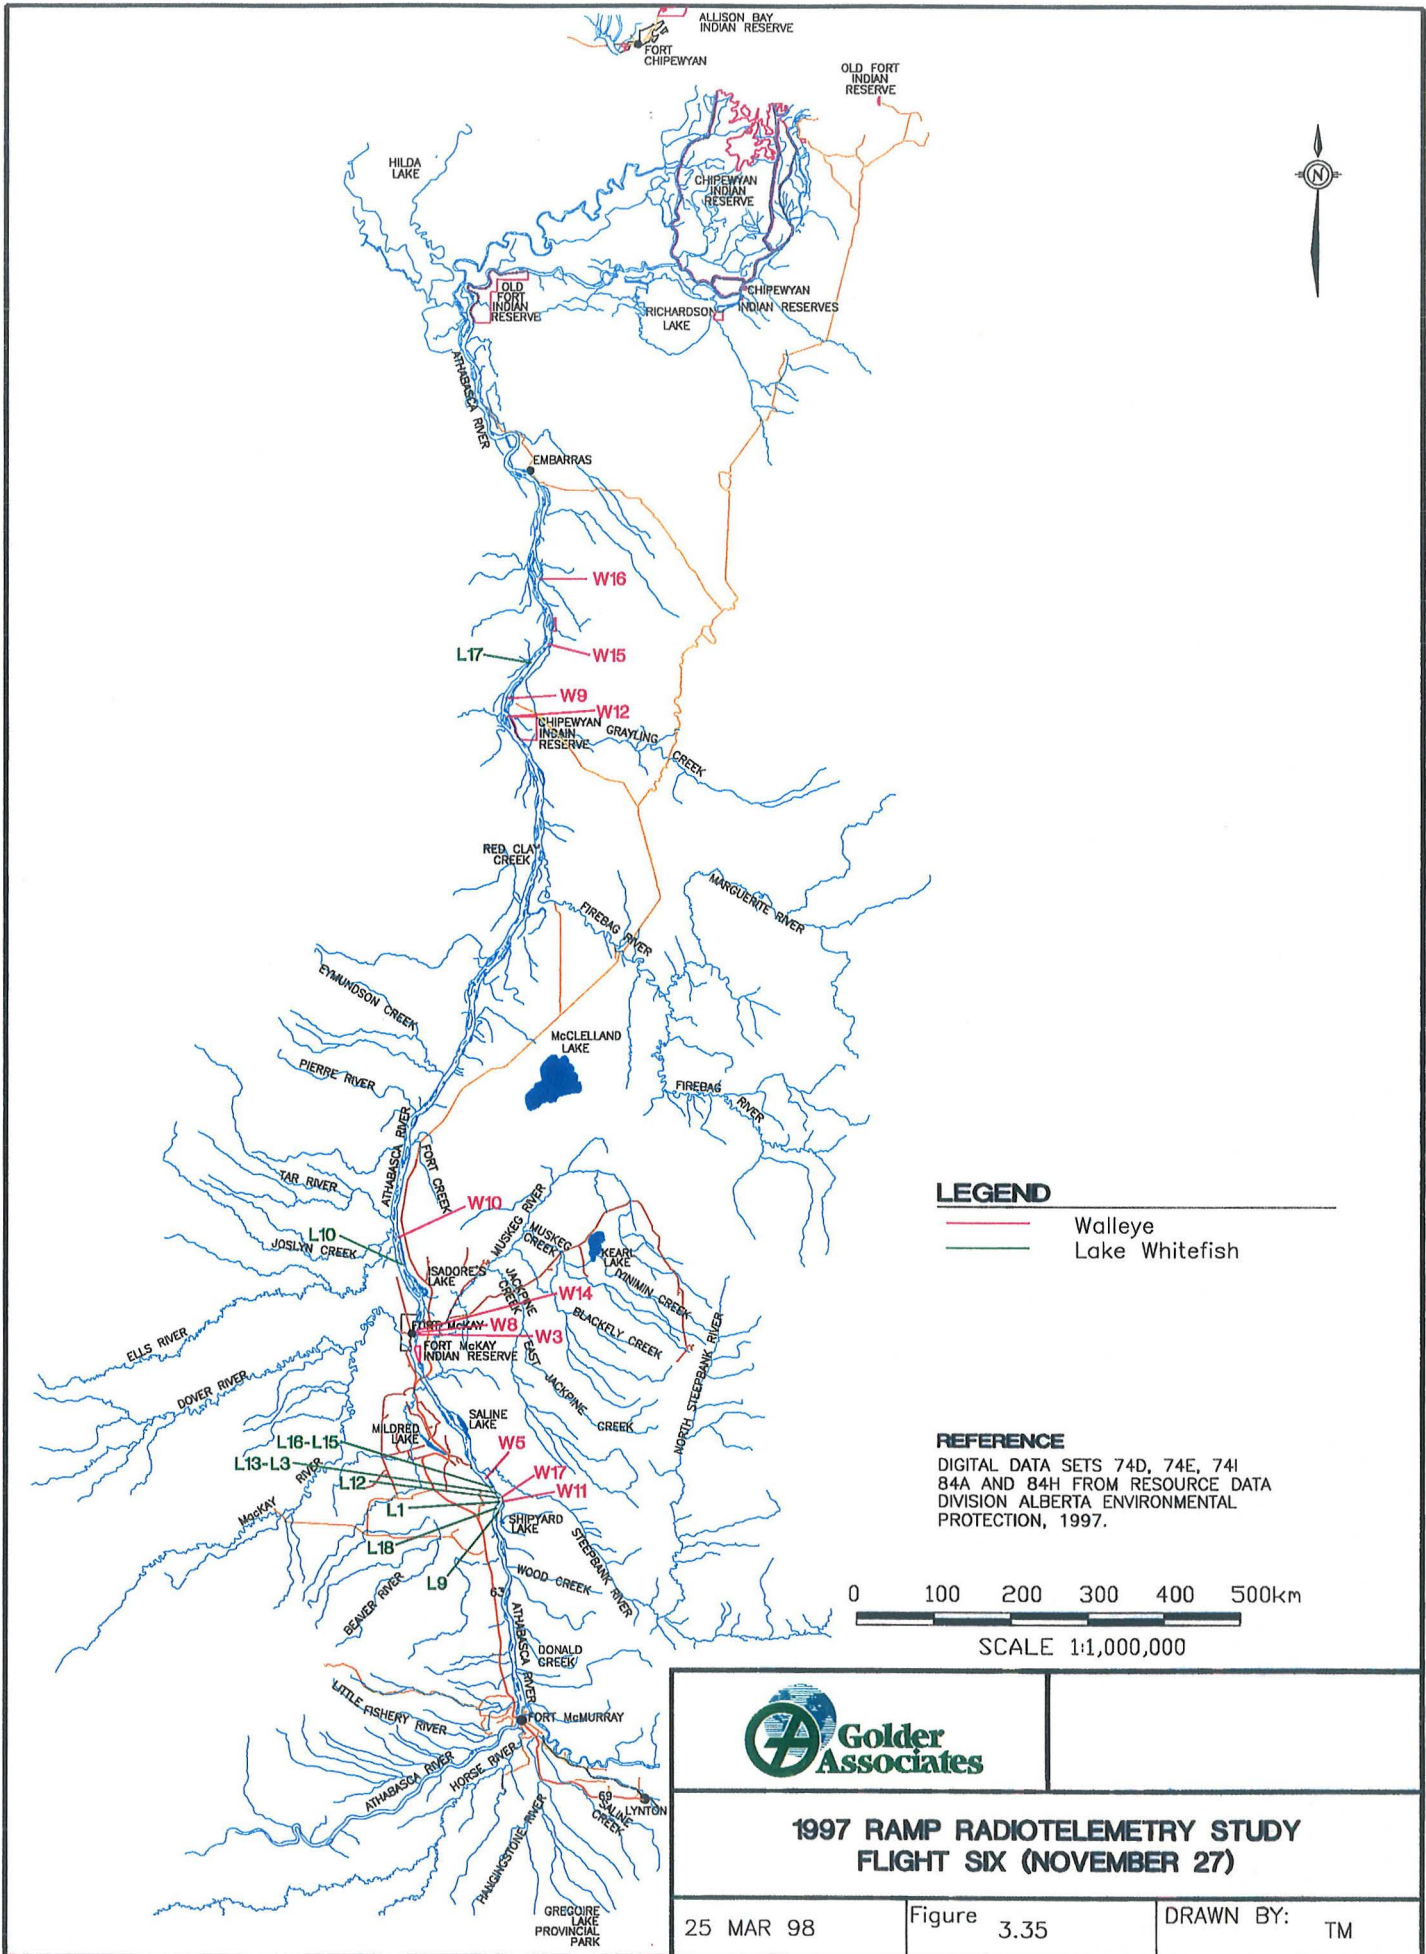 ALLISON BAY
INDIAN RESERVE
FORT
CHIPEWYAN
OLD FORT
INDIAN
RESERVE
HILDA
LAKE
CHIPEWYAN
INDIAN
RESERVE
N
OLD
FORT
INDIAN
RESERVE
CHIPEWYAN
INDIAN RESERVES
RICHARDSON
LAKE
ATHABASCA RIVER
EMBARRAS
W16
L17
W15
W9
W12
CHIPEWYAN
INDAIN
RESERVE
GRAYLING CREEK
RED CLAY
CREEK
MARGUERITE RIVER
FIREBAG RIVER
EYMUNDSON CREEK
McCLELLAND
LAKE
PIERRE RIVER
FIREBAG RIVER
ATHABASCA RIVER
FORT CREEK
TAR RIVER
W10
L10
JOSLYN CREEK
MUSKEG RIVER
MUSKEG
CREEK
KEARL
LAKE
ISADORE'S
LAKE
JACKPINE
CREEK
IYINIMIN CREEK
W14
BLACKFLY CREEK
FORT McKAY
W8
W3
FORT McKAY
INDIAN RESERVE
EAST JACKPINE CREEK
ELLS RIVER
DOVER RIVER
NORTH STEEPBANK RIVER
SALINE
LAKE
MILDRED
LAKE
L16-L15
W5
L13-L3
W17
L12
W11
L1
MacKAY RIVER
SHIPYARD
LAKE
L18
STEEPBANK RIVER
L9
WOOD CREEK
63
BEAVER RIVER
ATHABASCA RIVER
DONALD
CREEK
LITTLE FISHERY RIVER
FORT McMURRAY
ATHABASCA RIVER
HORSE RIVER
69
SALINE
CREEK
LYNTON
HANGINGSTONE RIVER
GREGOIRE
LAKE
PROVINCIAL
PARK
LEGEND
Walleye
Lake Whitefish
REFERENCE
DIGITAL DATA SETS 74D, 74E, 74I
84A AND 84H FROM RESOURCE DATA
DIVISION ALBERTA ENVIRONMENTAL
PROTECTION, 1997.
0 100 200 300 400 500km
SCALE 1:1,000,000
Golder
Associates
1997 RAMP RADIOTELEMETRY STUDY
FLIGHT SIX (NOVEMBER 27)
25 MAR 98
Figure 3.35
DRAWN BY: TM